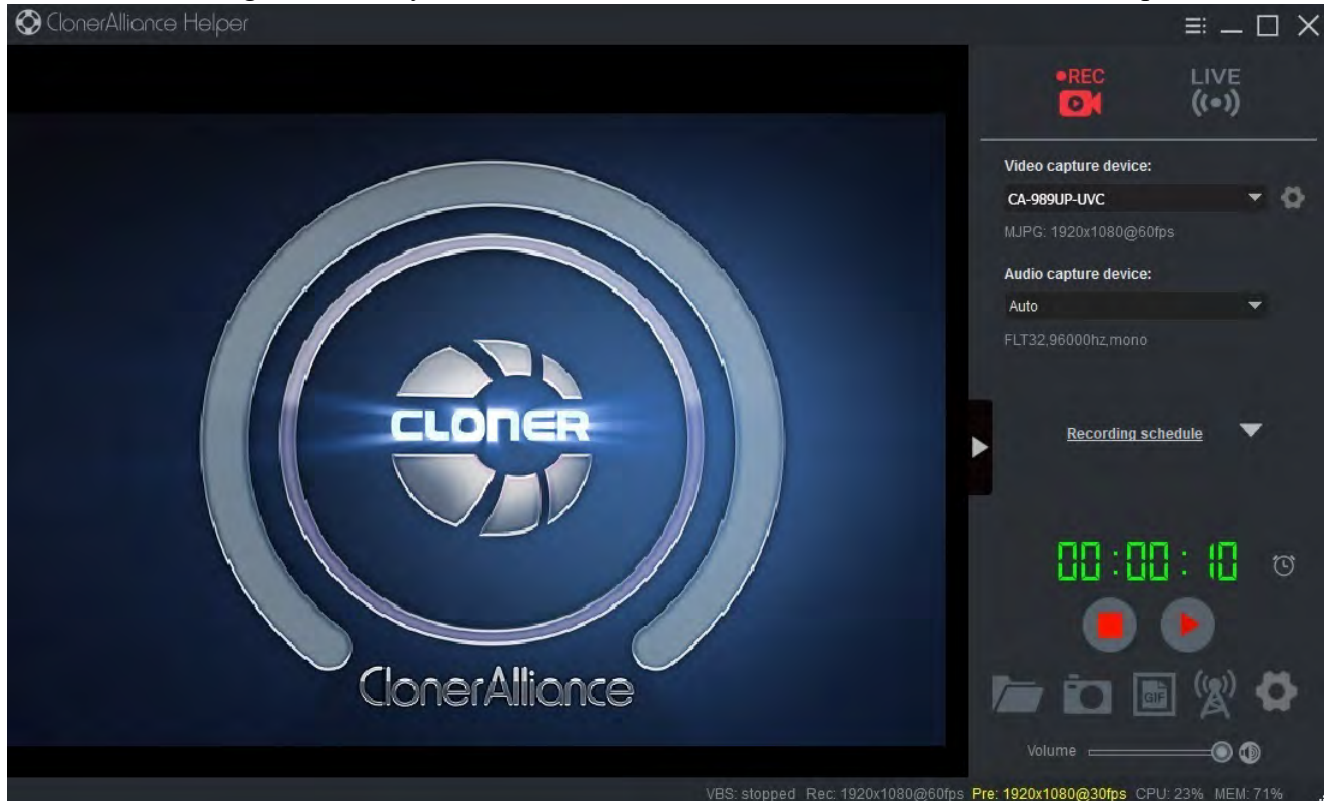 ClonerAlliance Helper
REC
LIVE
Video capture device:
CA-989UP-UVC
MJPG: 1920x1080@60fps
Audio capture device:
Auto
FLT32,96000hz,mono
CLONER
Recording schedule
00:00:10
ClonerAlliance
GIF
Volume
VBS: stopped Rec: 1920x1080@60fps Pre: 1920x1080@30fps CPU: 23% MEM: 71%